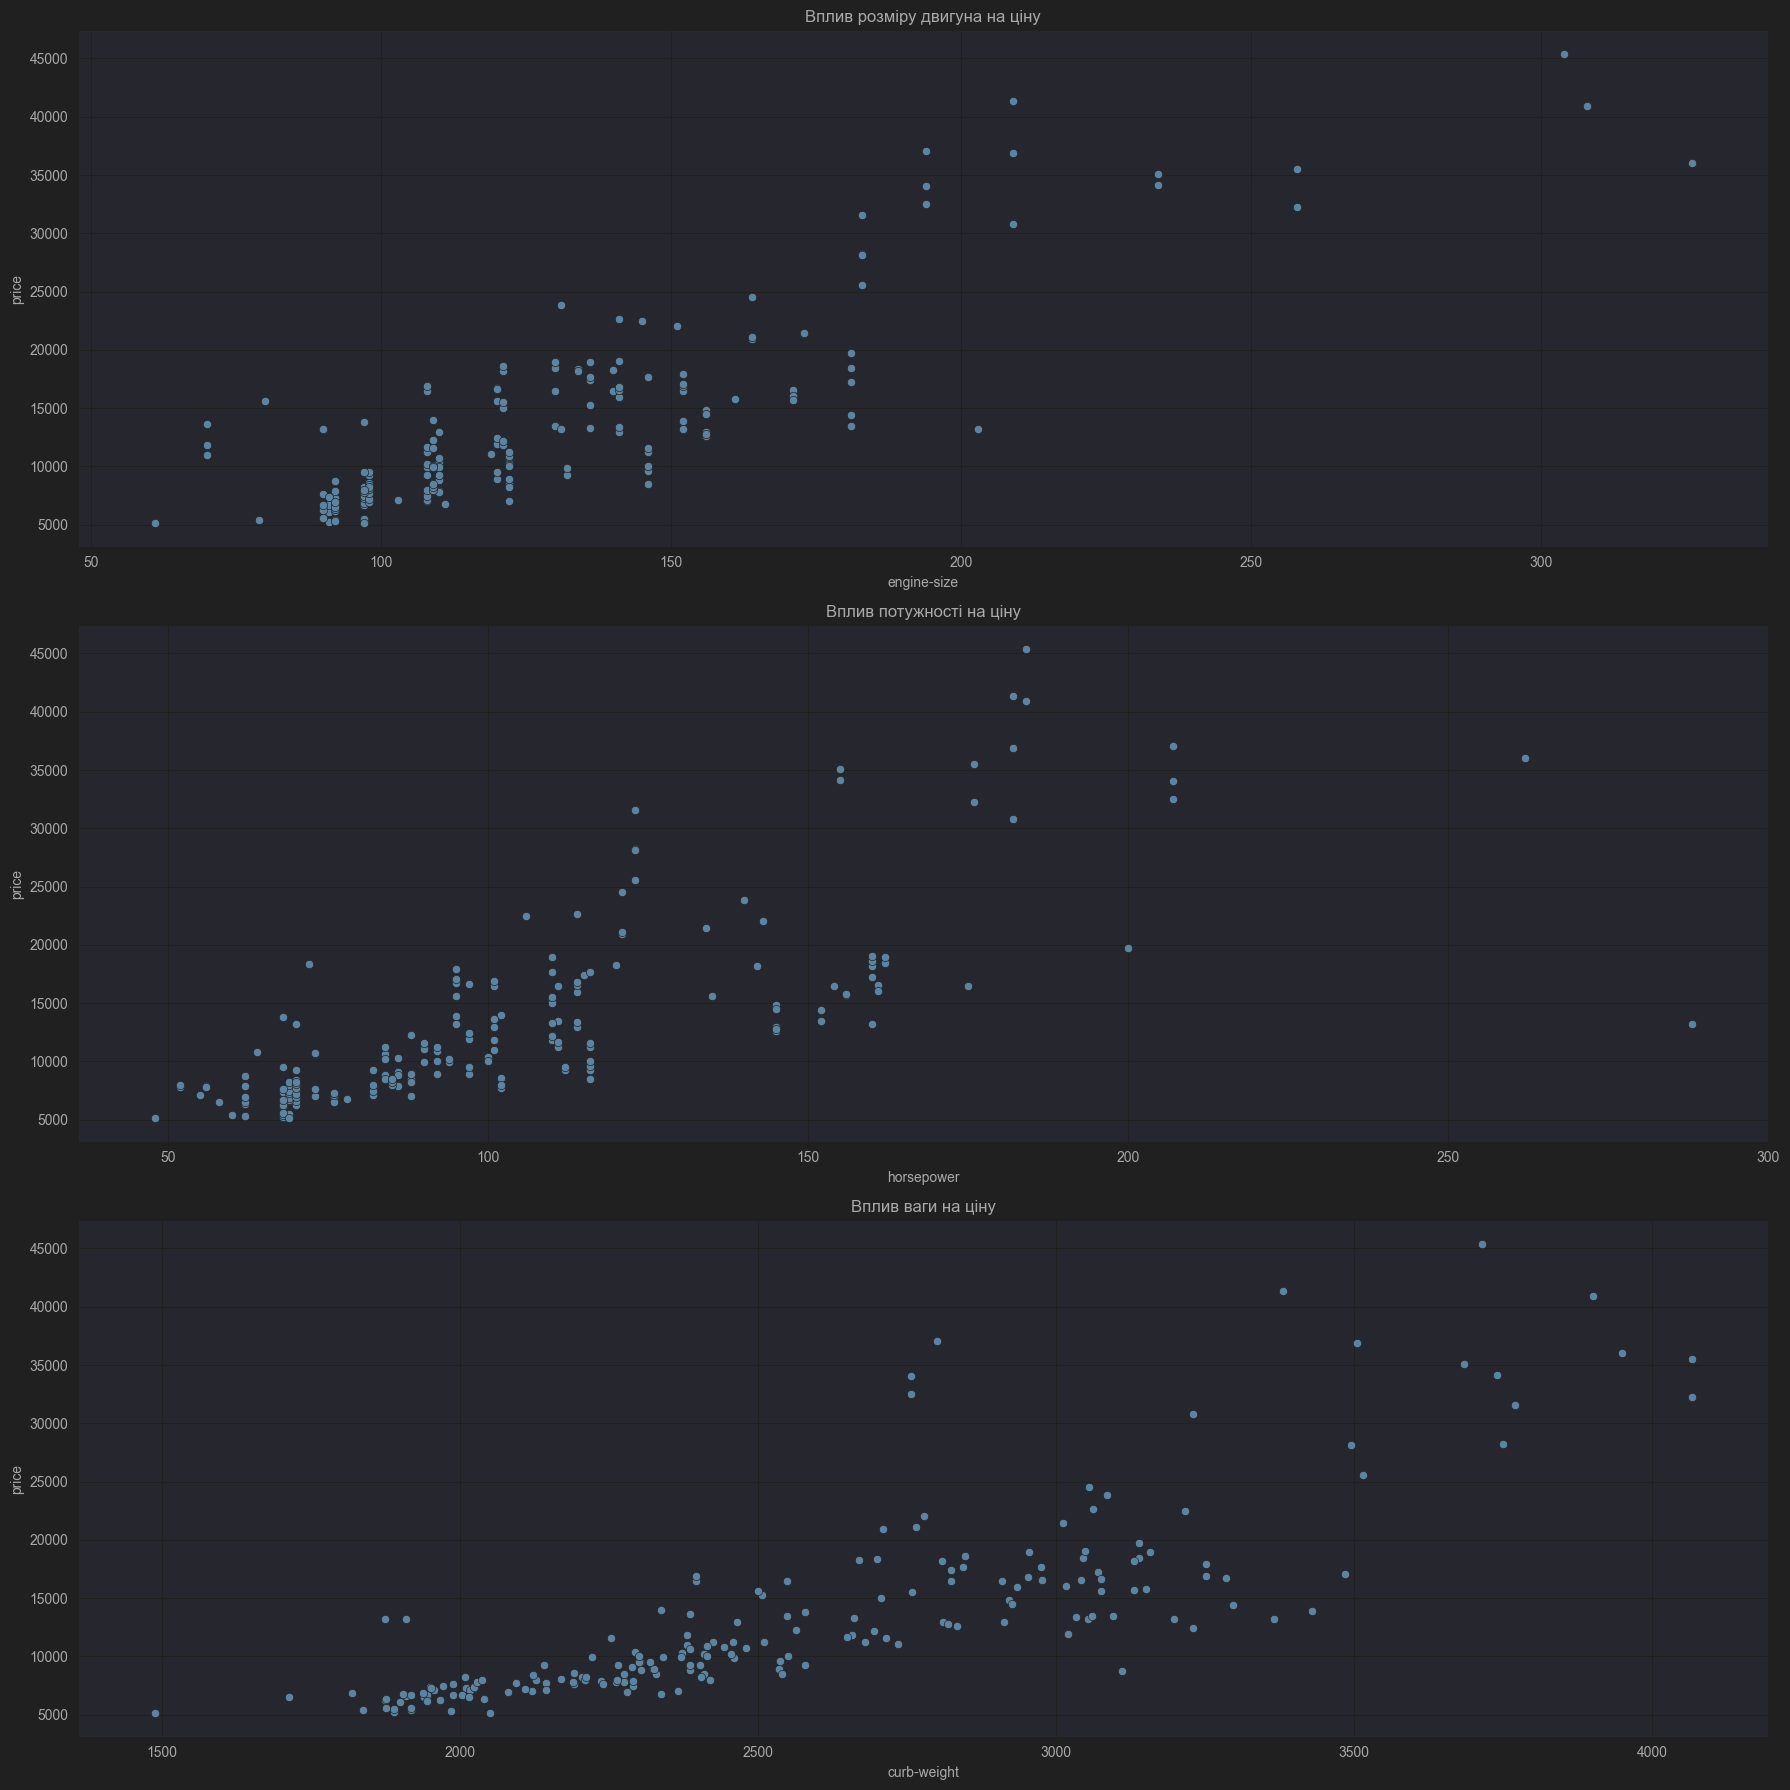 Вплив розміру двигуна на ціну
45000
40000
35000
30000
25000
20000
15000
10000
5000
price
50 100 150 200 250 300
engine-size
Вплив потужності на ціну
45000
40000
35000
30000
25000
20000
15000
10000
5000
price
50 100 150 200 250 300
horsepower
Вплив ваги на ціну
45000
40000
35000
30000
25000
20000
15000
10000
5000
price
1500 2000 2500 3000 3500 4000
curb-weight